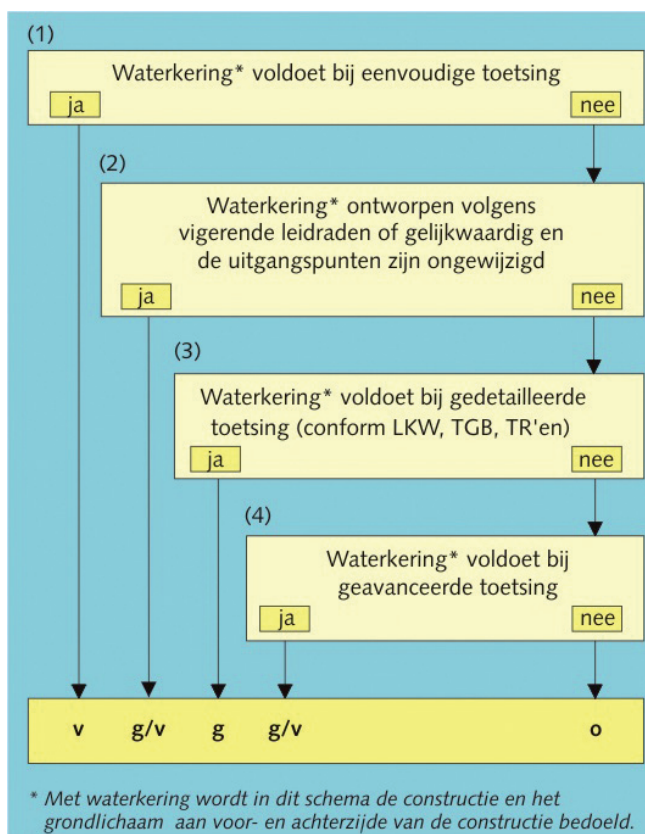 (1)
Waterkering* voldoet bij eenvoudige toetsing
ja
nee
(2)
Waterkering* ontworpen volgens
vigerende leidraden of gelijkwaardig en
de uitgangspunten zijn ongewijzigd
ja
nee
(3)
Waterkering* voldoet bij gedetailleerde
toetsing (conform LKW, TGB, TR'en)
ja
nee
(4)
Waterkering* voldoet bij
geavanceerde toetsing
ja
nee
v g/v g g/v o
* Met waterkering wordt in dit schema de constructie en het
grondlichaam aan voor- en achterzijde van de constructie bedoeld.